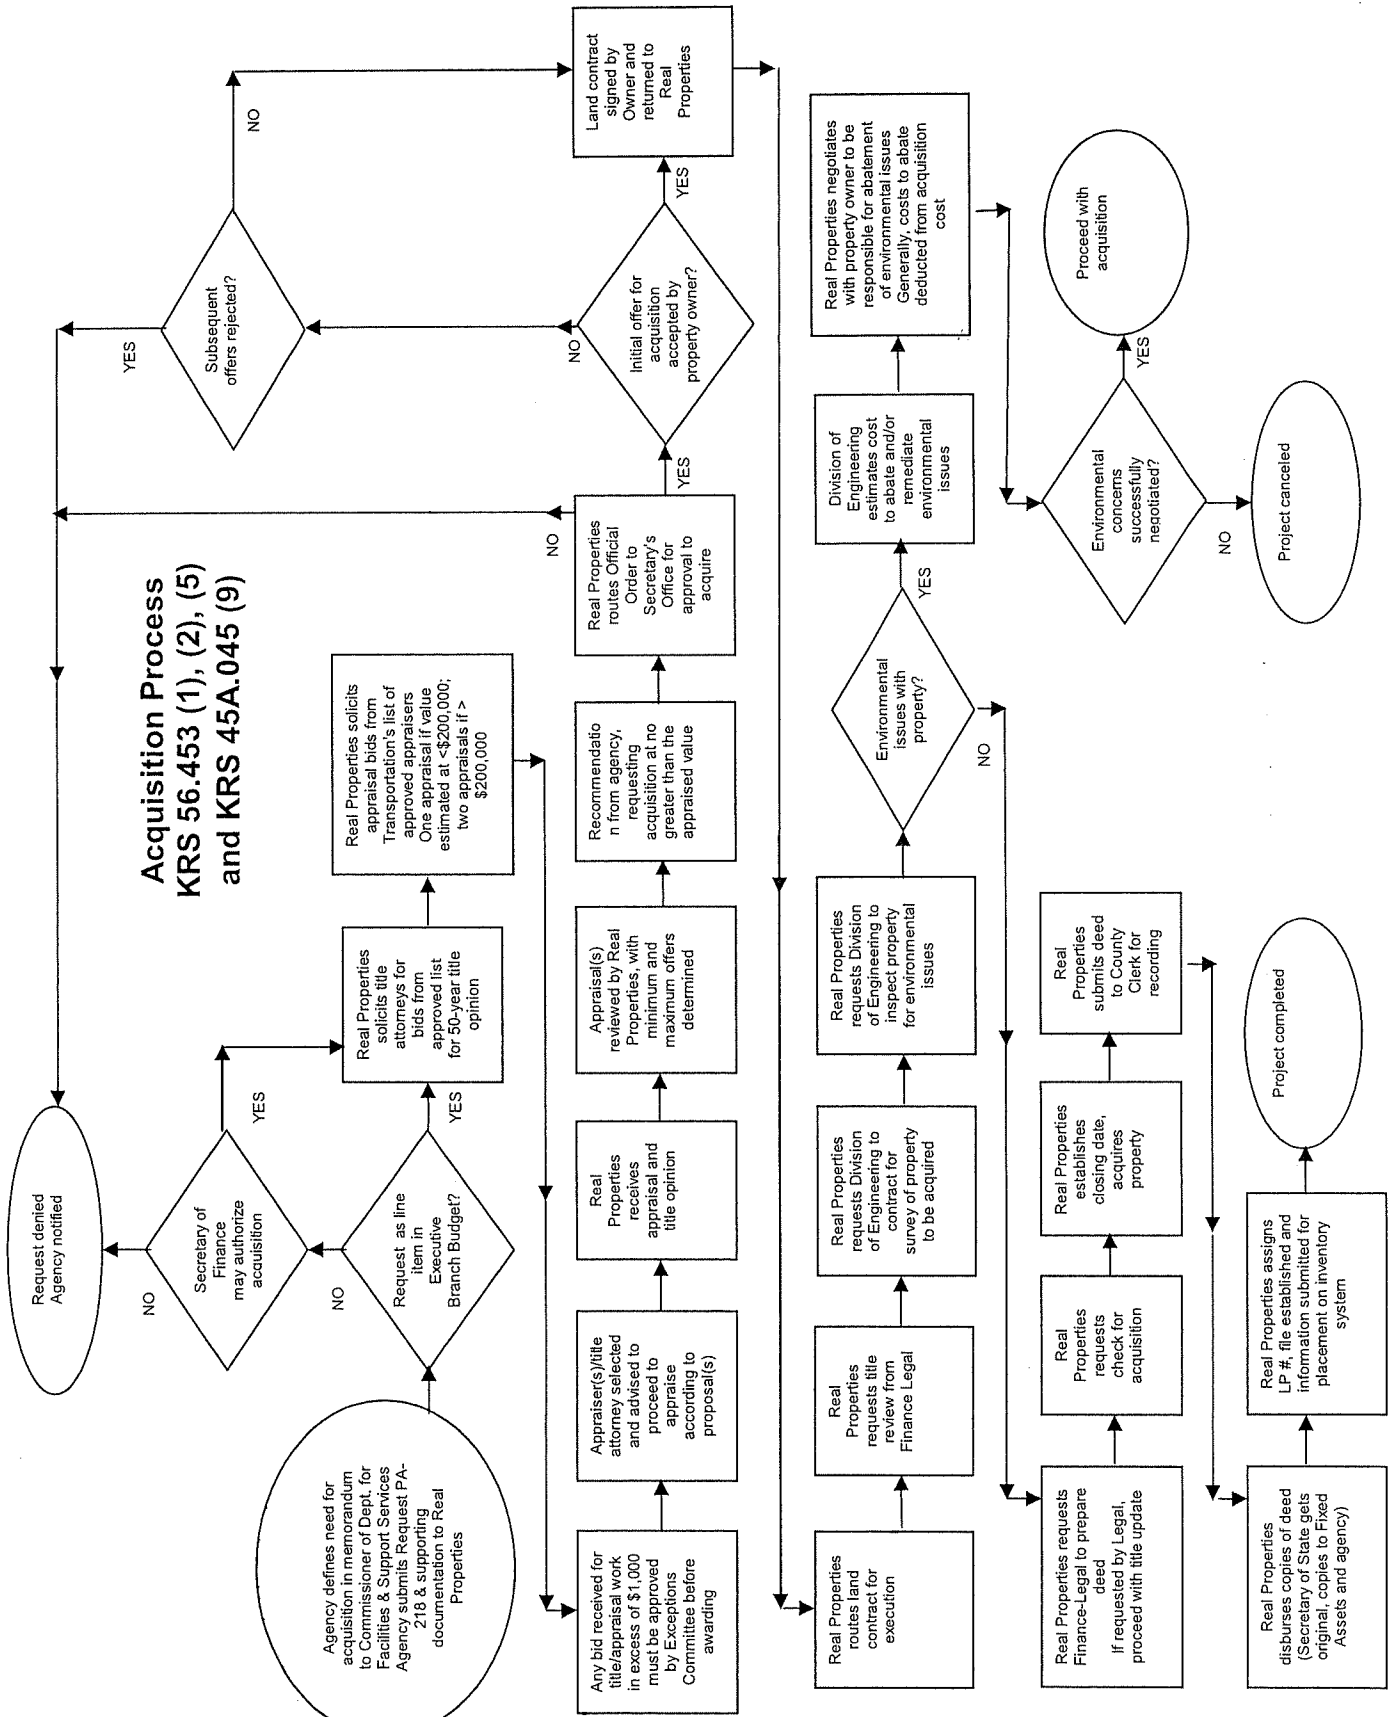 Acquisition Process
KRS 56.453 (1), (2), (5)
and KRS 45A.045 (9)
Agency defines need for
acquisition in memorandum
to Commissioner of Dept. for
Facilities & Support Services
Agency submits Request PA-
218 & supporting
documentation to Real
Properties
Request as line
item in
Executive
Branch Budget?
NO
YES
Secretary of
Finance
may authorize
acquisition
NO
YES
Request denied
Agency notified
Real Properties
solicits title
attorneys for
bids from
approved list
for 50-year title
opinion
Real Properties solicits
appraisal bids from
Transportation's list of
approved appraisers
One appraisal if value
estimated at <$200,000;
two appraisals if >
$200,000
Any bid received for
title/appraisal work
in excess of $1,000
must be approved
by Exceptions
Committee before
awarding
Appraiser(s)/title
attorney selected
and advised to
proceed to
appraise
according to
proposal(s)
Real
Properties
receives
appraisal and
title opinion
Appraisal(s)
reviewed by Real
Properties, with
minimum and
maximum offers
determined
Recommendatio
n from agency,
requesting
acquisition at no
greater than the
appraised value
Real Properties
routes Official
Order to
Secretary's
Office for
approval to
acquire
NO
YES
Initial offer for
acquisition
accepted by
property owner?
NO
YES
Subsequent
offers rejected?
YES
NO
Land contract
signed by
Owner and
returned to
Real
Properties
Real Properties
routes land
contract for
execution
Real
Properties
requests title
review from
Finance Legal
Real Properties
requests Division
of Engineering to
contract for
survey of property
to be acquired
Real Properties
requests Division
of Engineering to
inspect property
for environmental
issues
Environmental
issues with
property?
YES
NO
Division of
Engineering
estimates cost
to abate and/or
remediate
environmental
issues
Real Properties negotiates
with property owner to be
responsible for abatement
of environmental issues
Generally, costs to abate
deducted from acquisition
cost
Environmental
concerns
successfully
negotiated?
YES
NO
Proceed with
acquisition
Project canceled
Real Properties requests
Finance-Legal to prepare
deed
If requested by Legal,
proceed with title update
Real
Properties
requests
check for
acquisition
Real Properties
establishes
closing date,
acquires
property
Real
Properties
submits deed
to County
Clerk for
recording
Real Properties
disburses copies of deed
(Secretary of State gets
original, copies to Fixed
Assets and agency)
Real Properties assigns
LP #, file established and
information submitted for
placement on inventory
system
Project completed